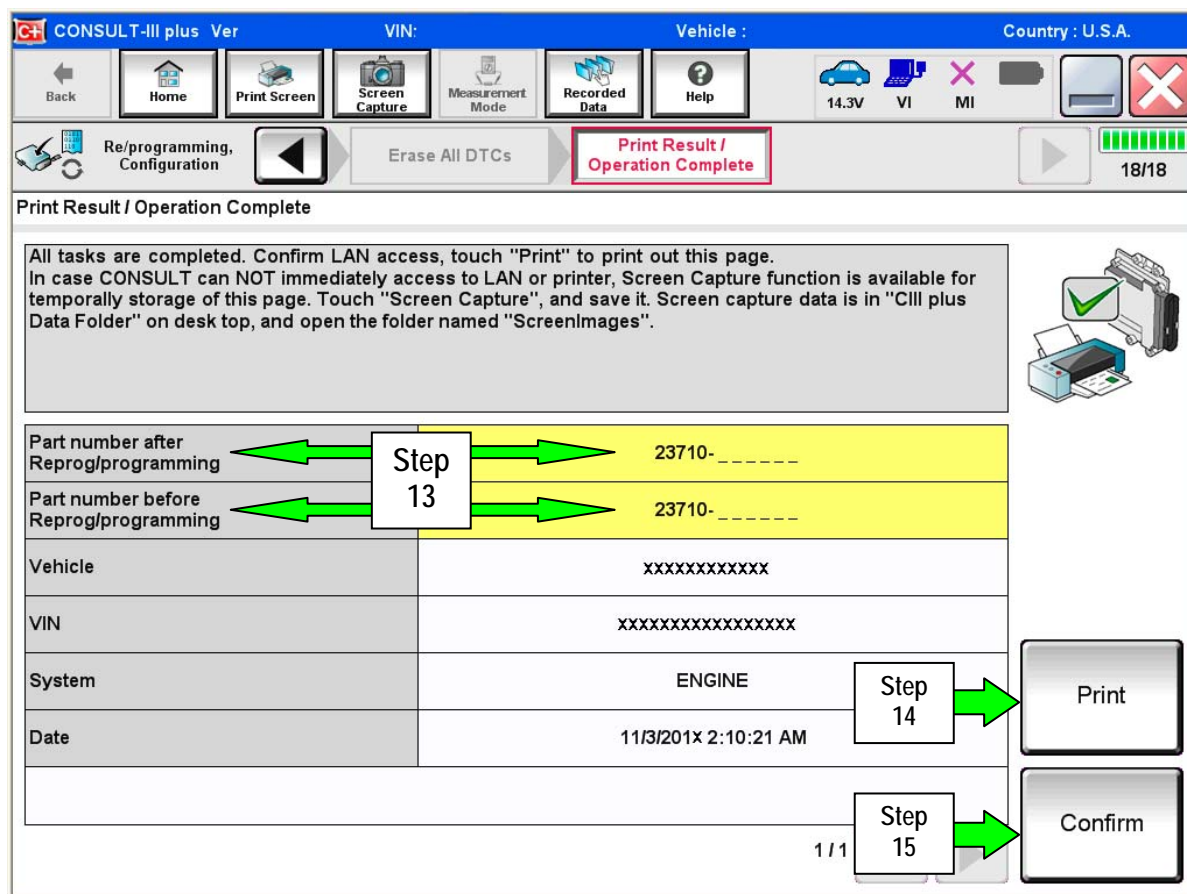 C+ CONSULT-III plus Ver VIN: Vehicle : Country : U.S.A.
Back
Home
Print Screen
Screen
Capture
Measurement
Mode
Recorded
Data
Help
14.3V VI MI
Re/programming,
Configuration
Erase All DTCs
Print Result /
Operation Complete
18/18
Print Result / Operation Complete
All tasks are completed. Confirm LAN access, touch "Print" to print out this page.
In case CONSULT can NOT immediately access to LAN or printer, Screen Capture function is available for
temporally storage of this page. Touch "Screen Capture", and save it. Screen capture data is in "CIII plus
Data Folder" on desk top, and open the folder named "ScreenImages".
Part number after
Reprog/programming
23710-_ _ _ _ _ _
Step
13
Part number before
Reprog/programming
23710-_ _ _ _ _ _
Vehicle xxxxxxxxxxxx
VIN xxxxxxxxxxxxxxxxx
System ENGINE
Step
14
Print
Date 11/3/201x 2:10:21 AM
Step
15
Confirm
1 / 1